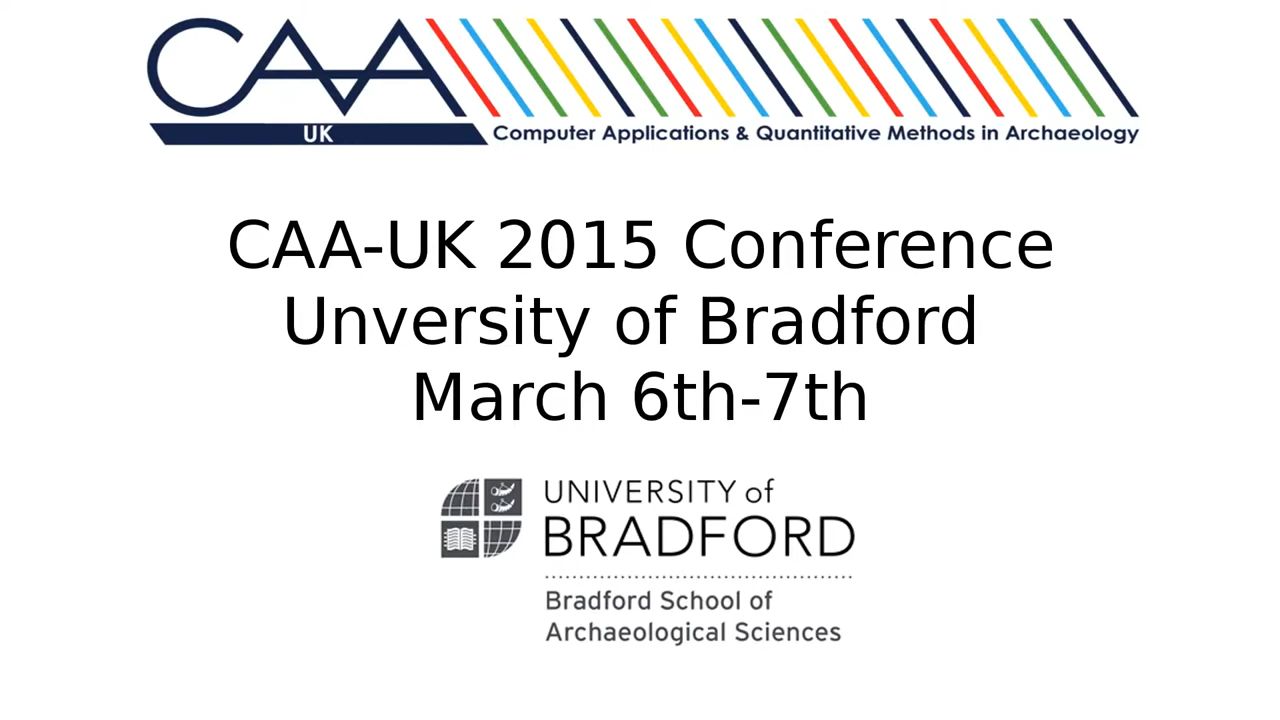 CAA
UK
Computer Applications & Quantitative Methods in Archaeology
CAA-UK 2015 Conference
Unversity of Bradford
March 6th-7th
UNIVERSITY of
BRADFORD
Bradford School of
Archaeological Sciences